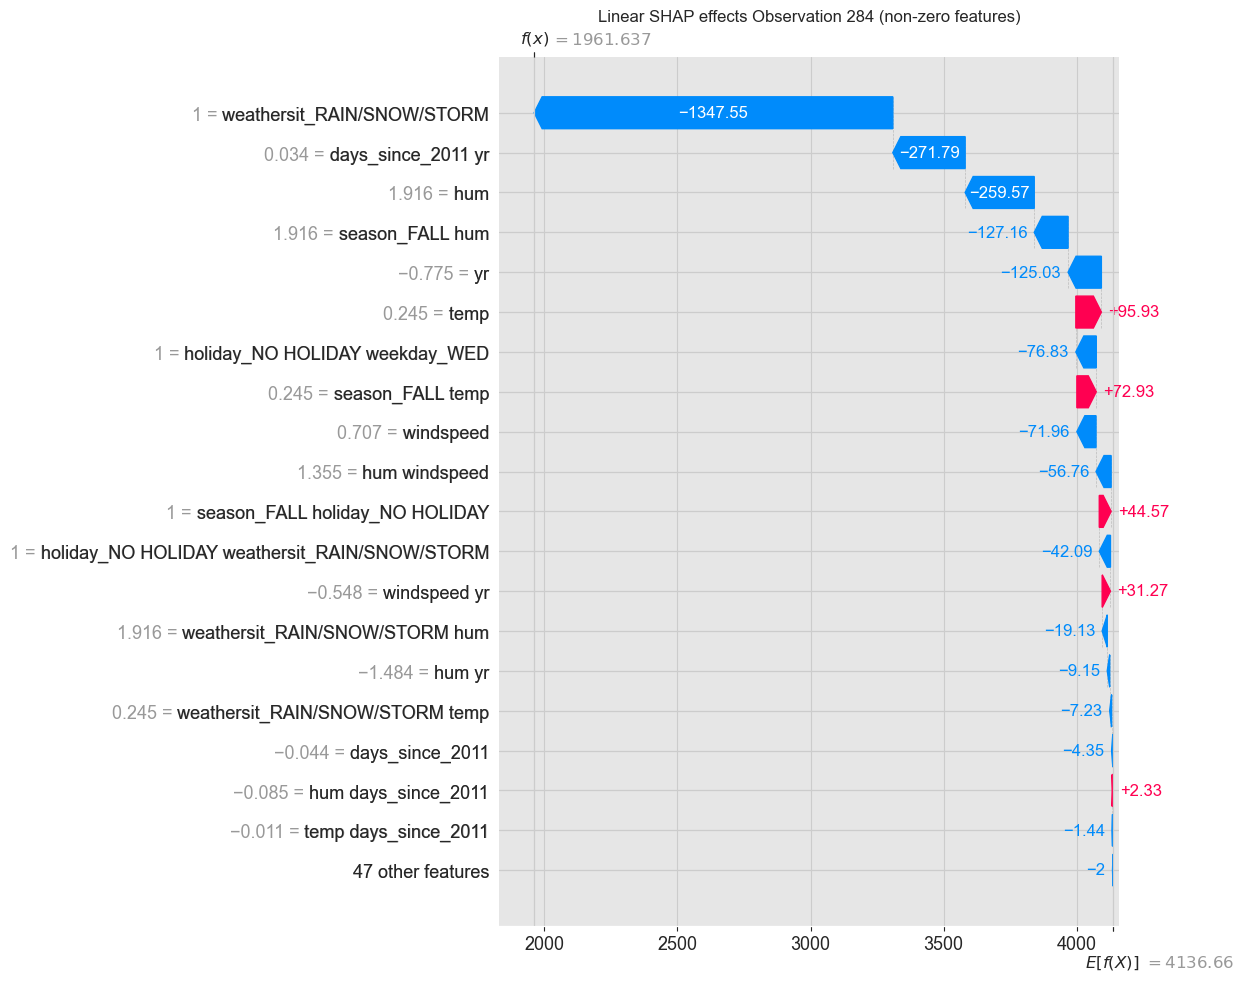 Linear SHAP effects Observation 284 (non-zero features)
f(x) = 1961.637
1 = weathersit_RAIN/SNOW/STORM −1347.55
0.034 = days_since_2011 yr −271.79
1.916 = hum −259.57
1.916 = season_FALL hum −127.16
−0.775 = yr −125.03
0.245 = temp +95.93
1 = holiday_NO HOLIDAY weekday_WED −76.83
0.245 = season_FALL temp +72.93
0.707 = windspeed −71.96
1.355 = hum windspeed −56.76
1 = season_FALL holiday_NO HOLIDAY +44.57
1 = holiday_NO HOLIDAY weathersit_RAIN/SNOW/STORM −42.09
−0.548 = windspeed yr +31.27
1.916 = weathersit_RAIN/SNOW/STORM hum −19.13
−1.484 = hum yr −9.15
0.245 = weathersit_RAIN/SNOW/STORM temp −7.23
−0.044 = days_since_2011 −4.35
−0.085 = hum days_since_2011 +2.33
−0.011 = temp days_since_2011 −1.44
47 other features −2
2000 2500 3000 3500 4000
E[f(X)] = 4136.66